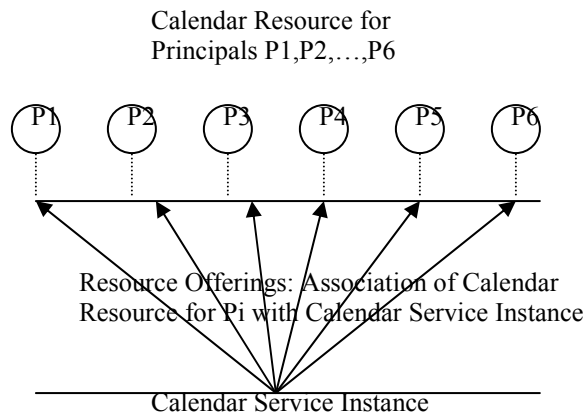 Calendar Resource for
Principals P1,P2,…,P6
P1 P2 P3 P4 P5 P6
Resource Offerings: Association of Calendar
Resource for Pi with Calendar Service Instance
Calendar Service Instance